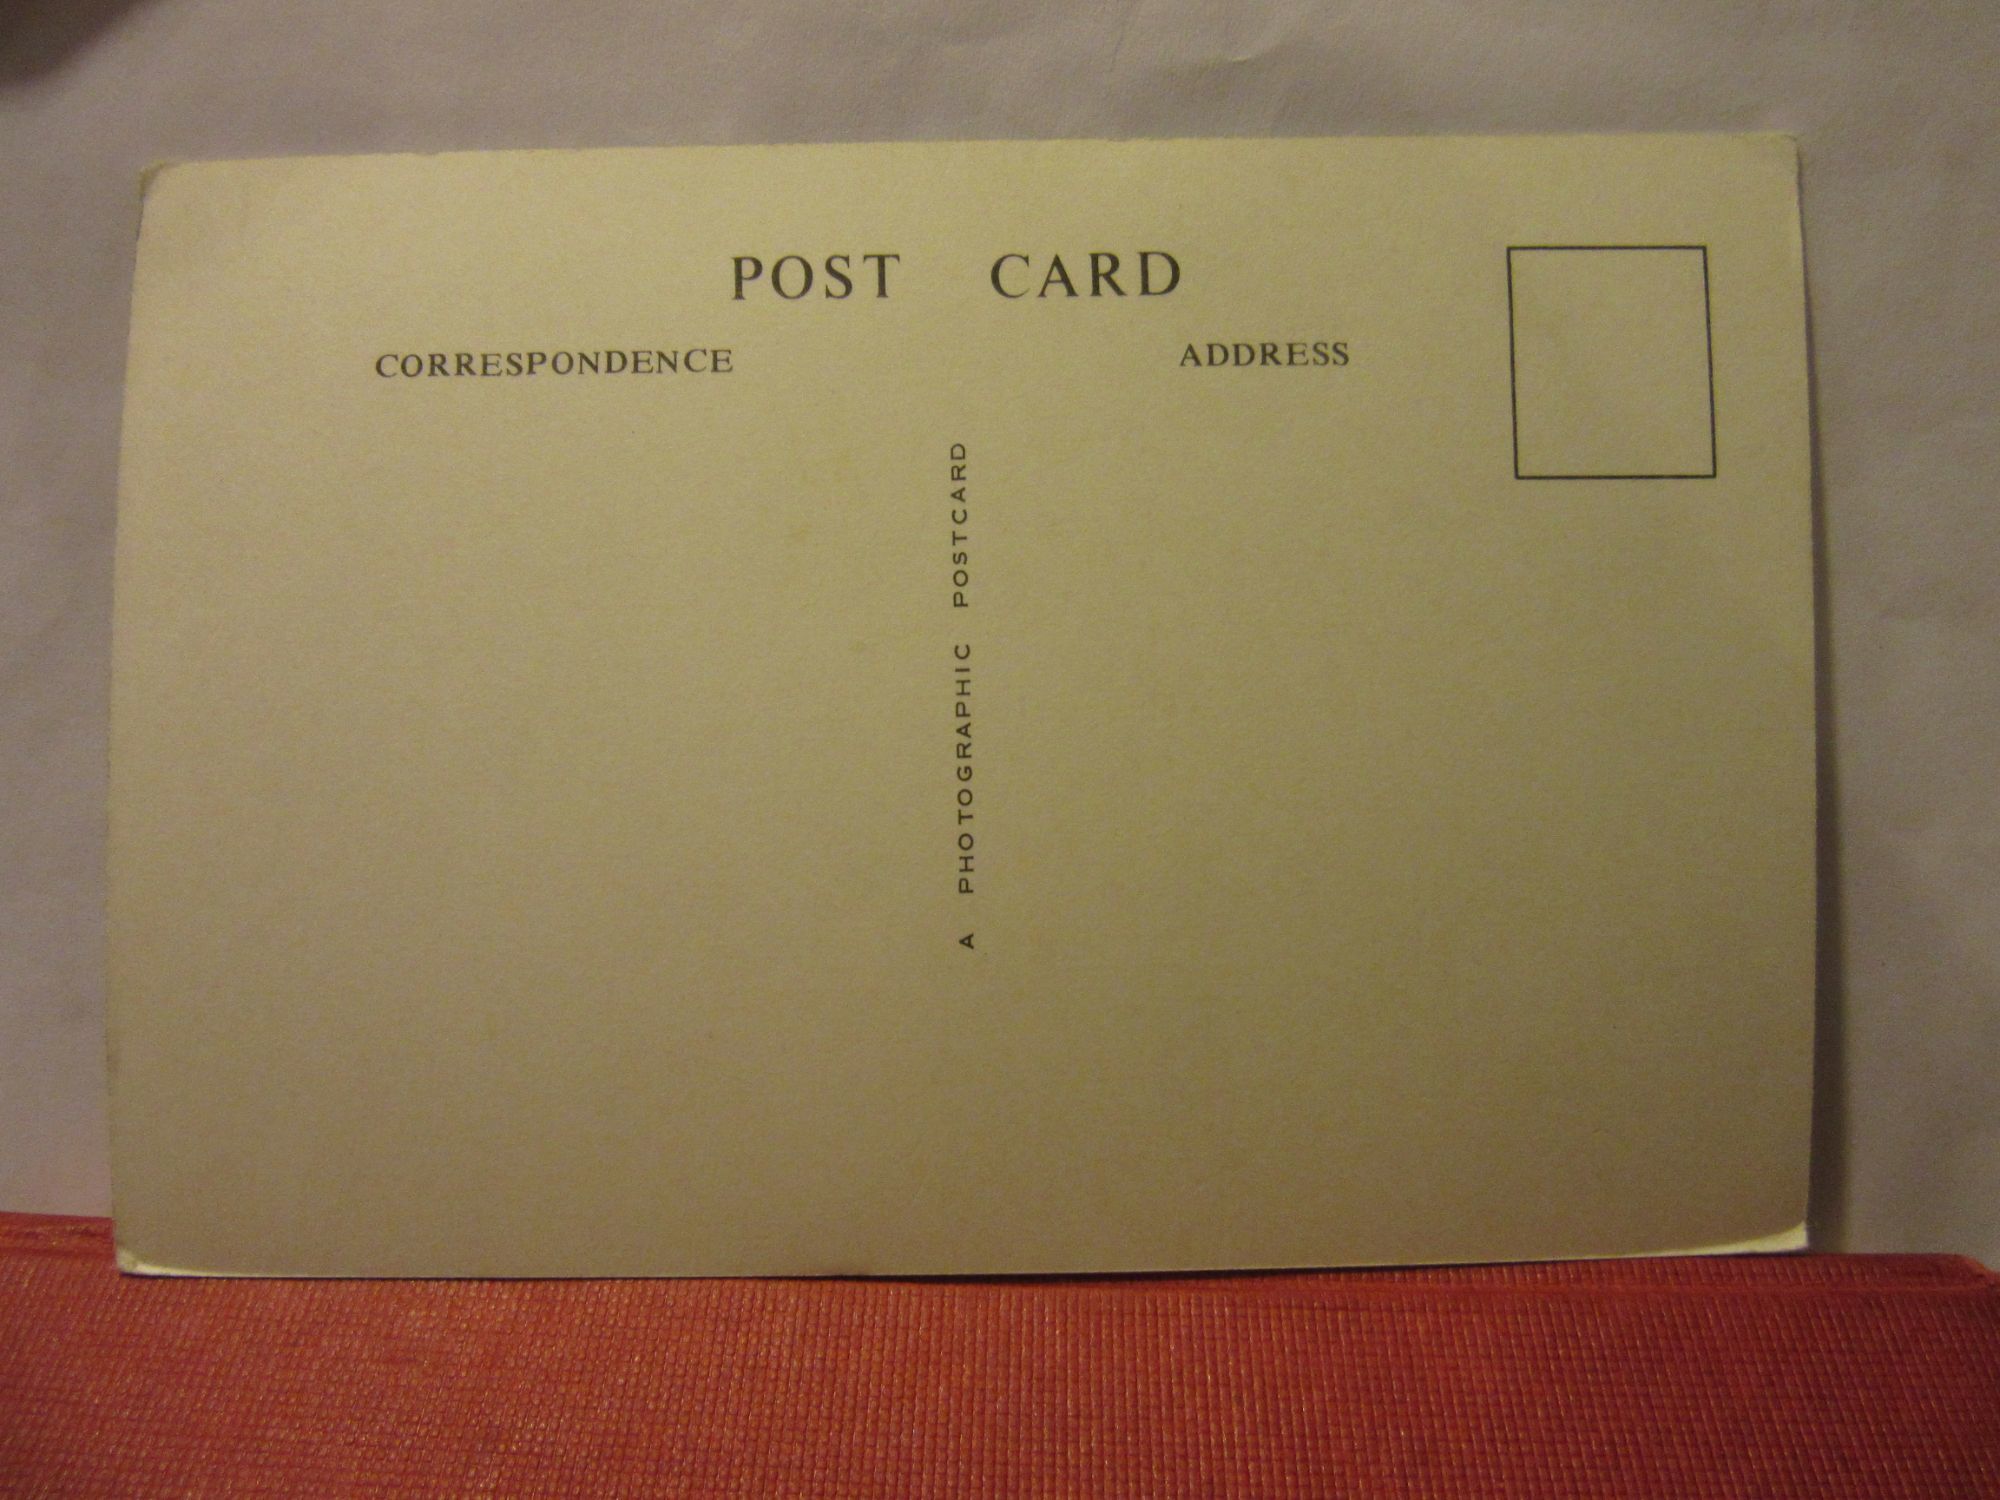 POST CARD
CORRESPONDENCE
ADDRESS
A PHOTOGRAPHIC POSTCARD